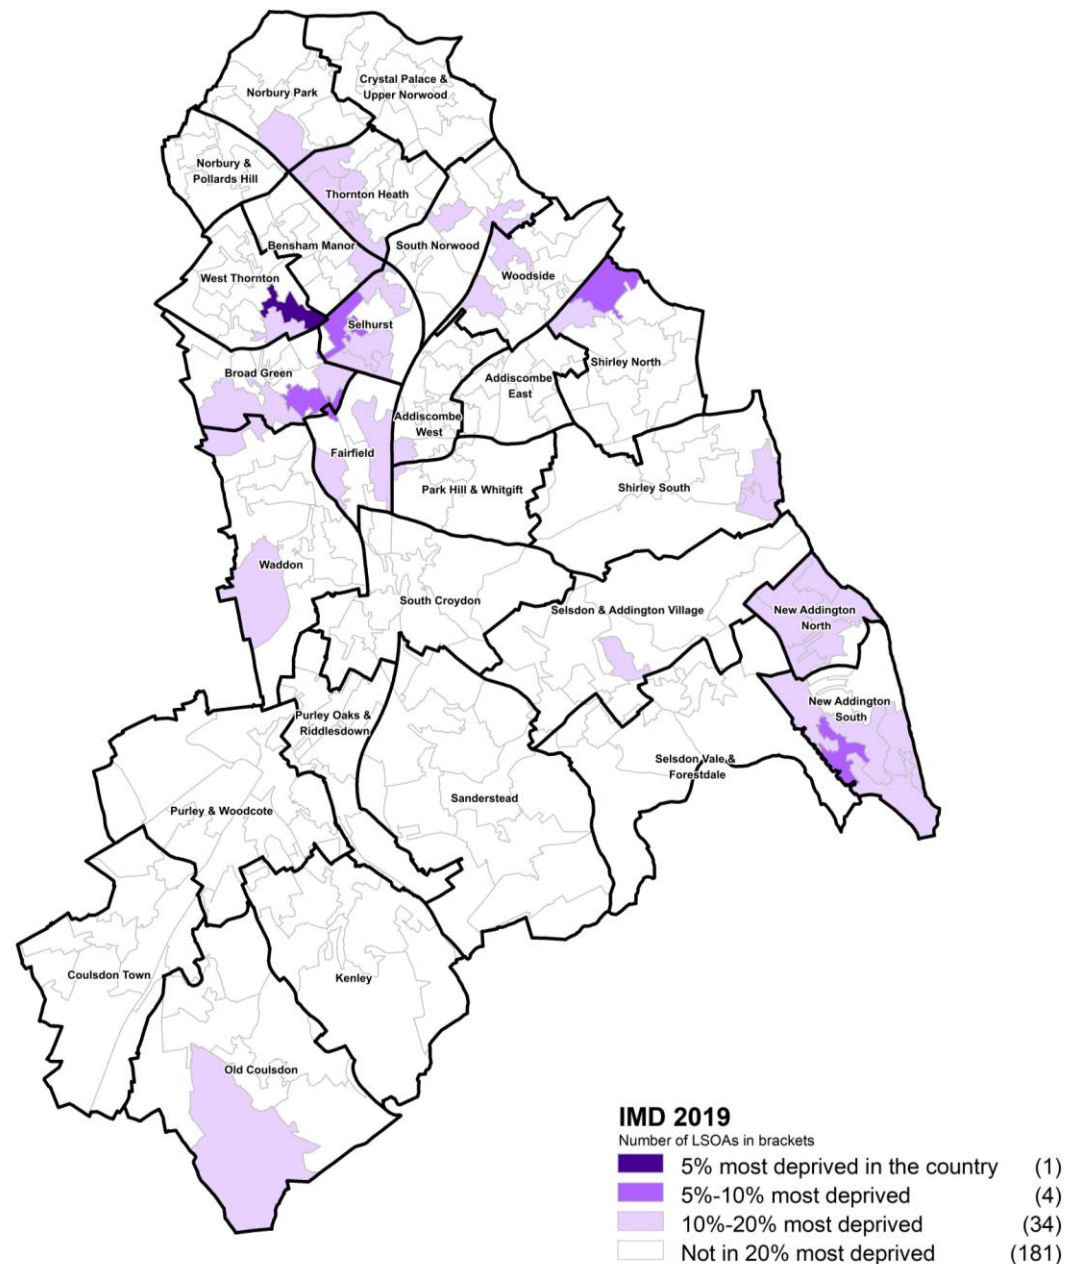 Crystal Palace &
Upper Norwood
Norbury Park
Norbury &
Pollards Hill
Thornton Heath
Bensham Manor
South Norwood
West Thornton
Woodside
Selhurst
Shirley North
Broad Green
Addiscombe
East
Addiscombe
West
Fairfield
Park Hill & Whitgift
Shirley South
Waddon
South Croydon
Selsdon & Addington Village
New Addington
North
New Addington
South
Purley Oaks &
Riddlesdown
Selsdon Vale &
Forestdale
Sanderstead
Purley & Woodcote
Coulsdon Town
Kenley
Old Coulsdon
IMD 2019
Number of LSOAs in brackets
5% most deprived in the country (1)
5%-10% most deprived (4)
10%-20% most deprived (34)
Not in 20% most deprived (181)